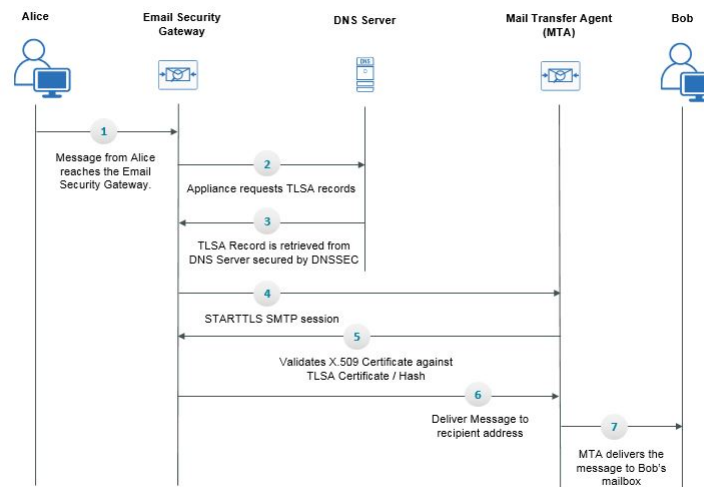 Alice
Email Security
Gateway
DNS Server
Mail Transfer Agent
(MTA)
Bob
DNS
1
Message from Alice
reaches the Email
Security Gateway.
2
Appliance requests TLSA records
3
TLSA Record is retrieved from
DNS Server secured by DNSSEC
4
STARTTLS SMTP session
5
Validates X.509 Certificate against
TLSA Certificate / Hash
6
Deliver Message to
recipient address
7
MTA delivers the
message to Bob's
mailbox